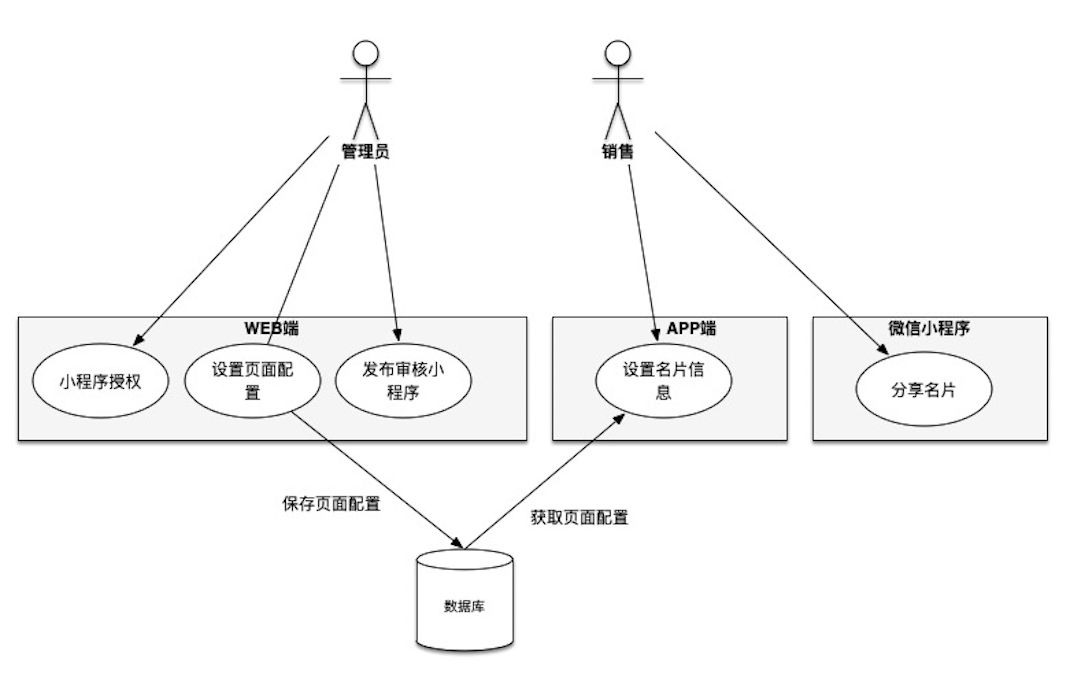 管理员
销售
WEB端
APP端
微信小程序
小程序授权
设置页面配
置
发布审核小
程序
设置名片信
息
分享名片
保存页面配置
获取页面配置
数据库